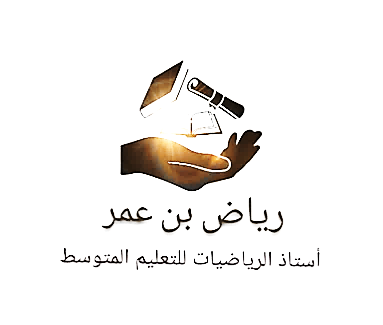 رياض بن عمر
أستاذ الرياضيات للتعليم المتوسط